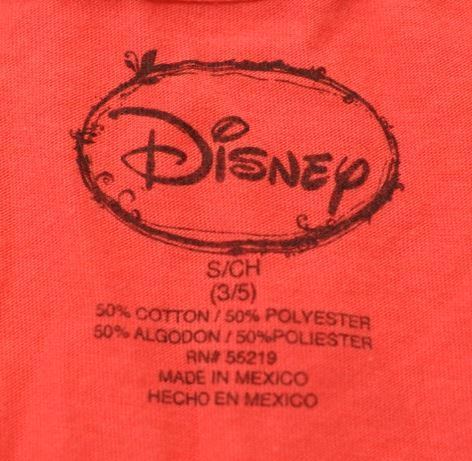 Disney
S/CH
(3/5)
50% COTTON / 50% POLYESTER
50% ALGODON / 50%POLIESTER
RN# 55219
MADE IN MEXICO
HECHO EN MEXICO